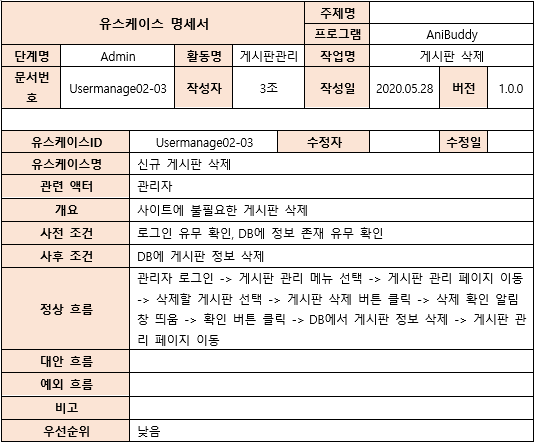 유스케이스 명세서
주제명
프로그램 AniBuddy
단계명 Admin 활동명 게시판관리 작업명 게시판 삭제
문서번
호 Usermanage02-03 작성자 3조 작성일 2020.05.28 버전 1.0.0
유스케이스ID Usermanage02-03 수정자 수정일
유스케이스명 신규 게시판 삭제
관련 액터 관리자
개요 사이트에 불필요한 게시판 삭제
사전 조건 로그인 유무 확인, DB에 정보 존재 유무 확인
사후 조건 DB에 게시판 정보 삭제
정상 흐름 관리자 로그인 -> 게시판 관리 메뉴 선택 -> 게시판 관리 페이지 이동
-> 삭제할 게시판 선택 -> 게시판 삭제 버튼 클릭 -> 삭제 확인 알림
창 띄움 -> 확인 버튼 클릭 -> DB에서 게시판 정보 삭제 -> 게시판 관
리 페이지 이동
대안 흐름
예외 흐름
비고
우선순위 낮음